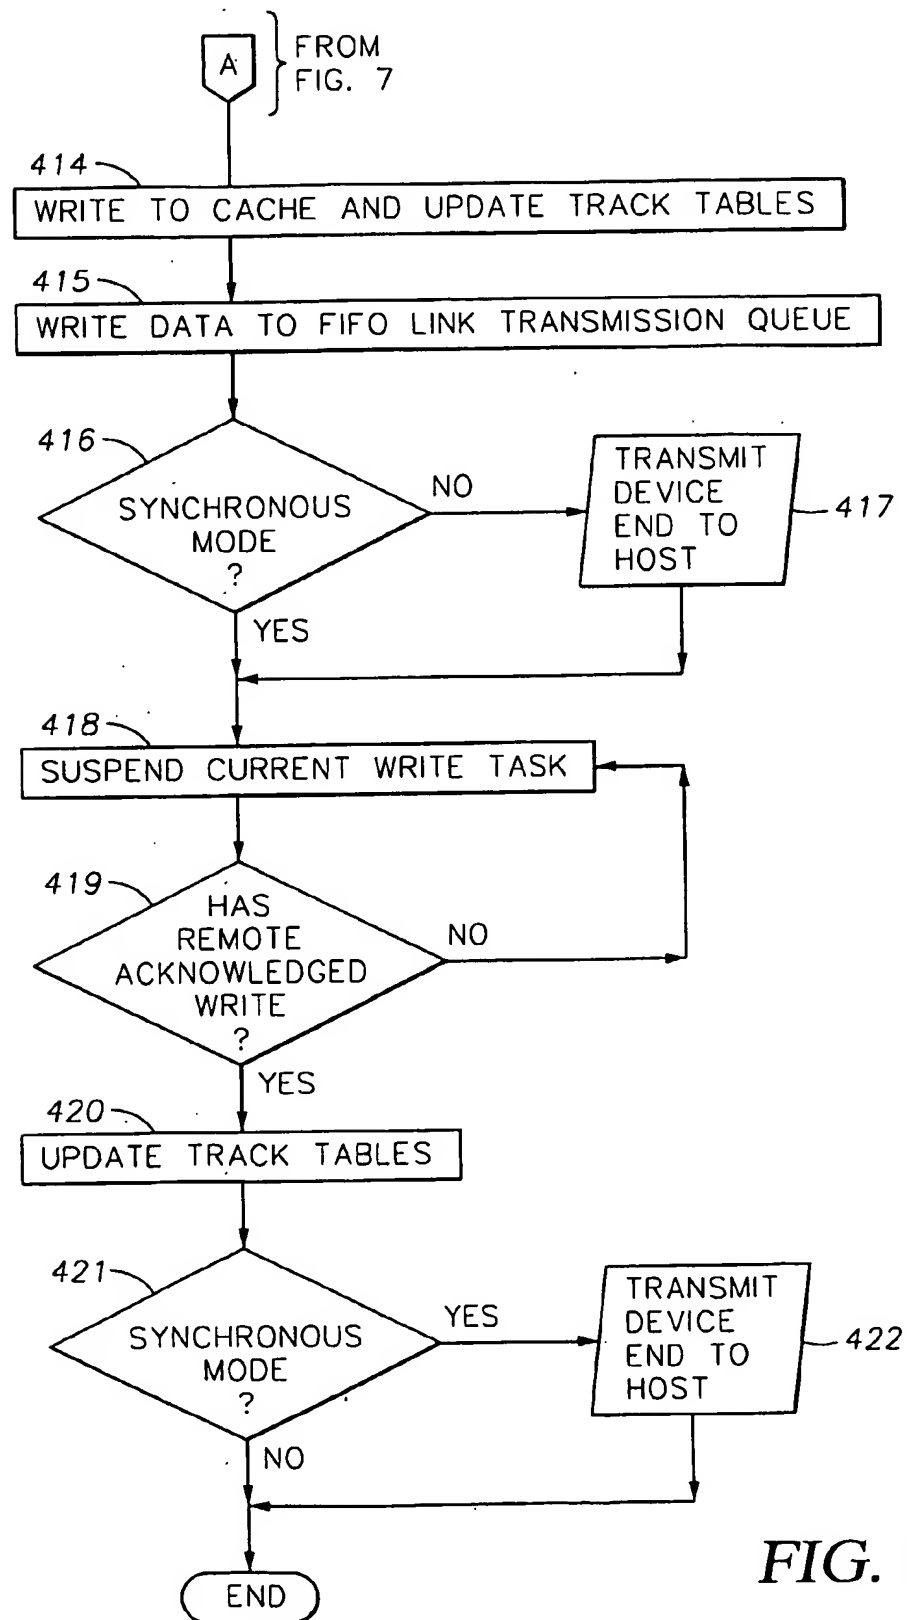 A
FROM
FIG. 7
414
WRITE TO CACHE AND UPDATE TRACK TABLES
415
WRITE DATA TO FIFO LINK TRANSMISSION QUEUE
416
SYNCHRONOUS
MODE
?
NO
TRANSMIT
DEVICE
END TO
HOST
417
YES
418
SUSPEND CURRENT WRITE TASK
419
HAS
REMOTE
ACKNOWLEDGED
WRITE
?
NO
YES
420
UPDATE TRACK TABLES
421
SYNCHRONOUS
MODE
?
YES
TRANSMIT
DEVICE
END TO
HOST
422
NO
END
FIG.